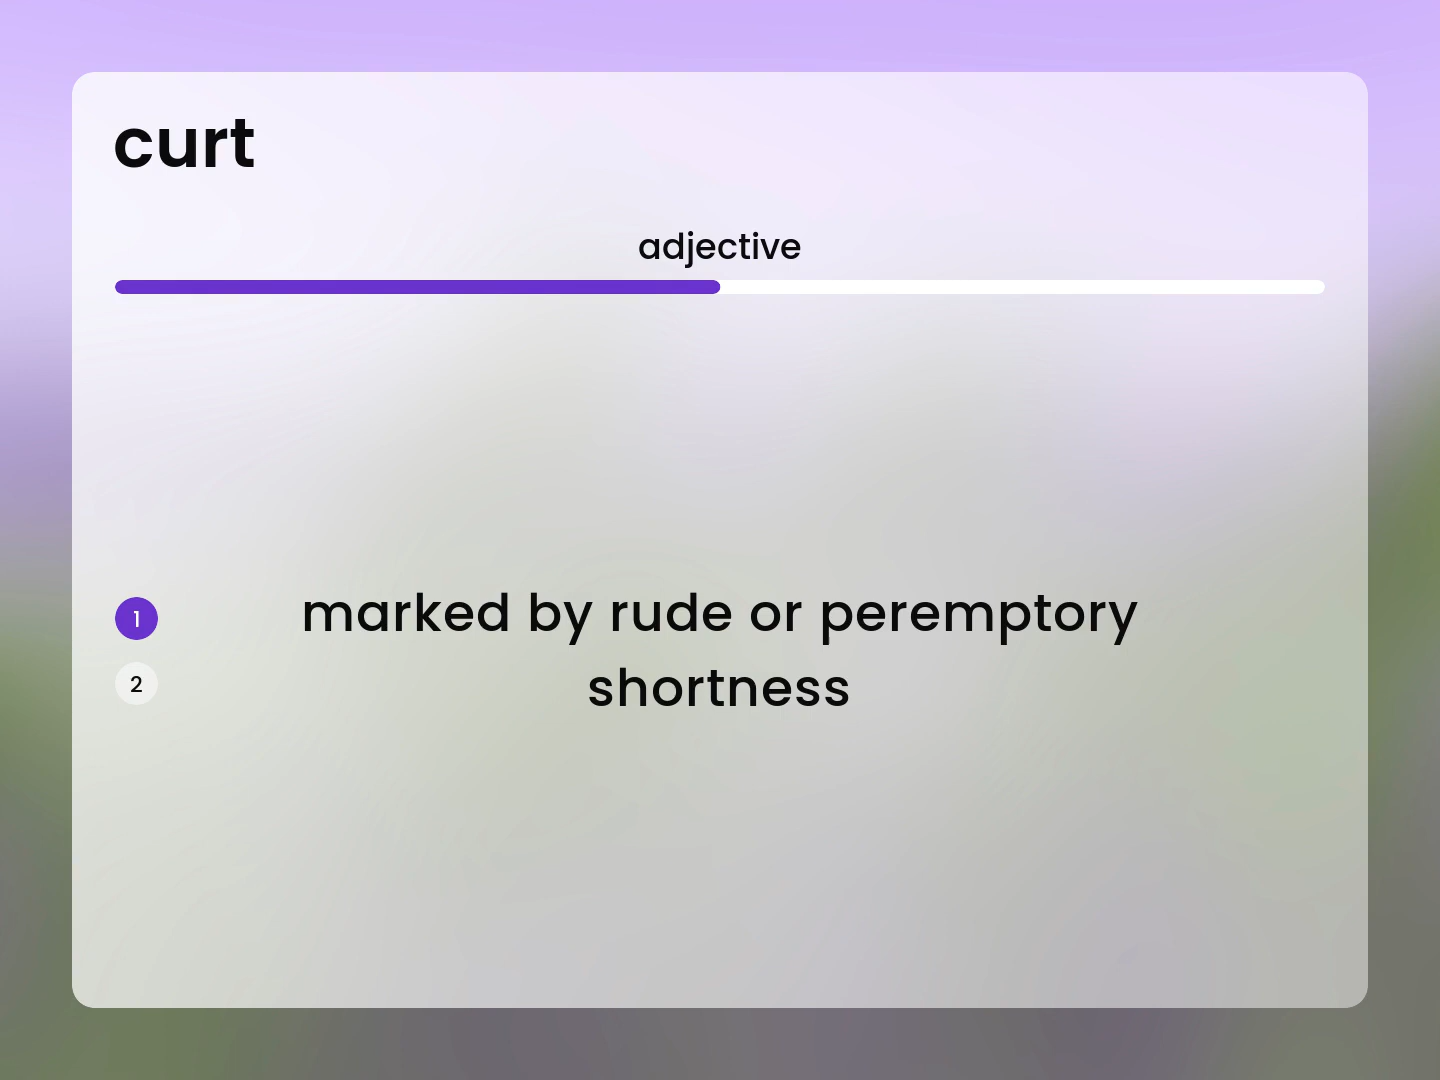 curt
adjective
1
marked by rude or peremptory
2
shortness